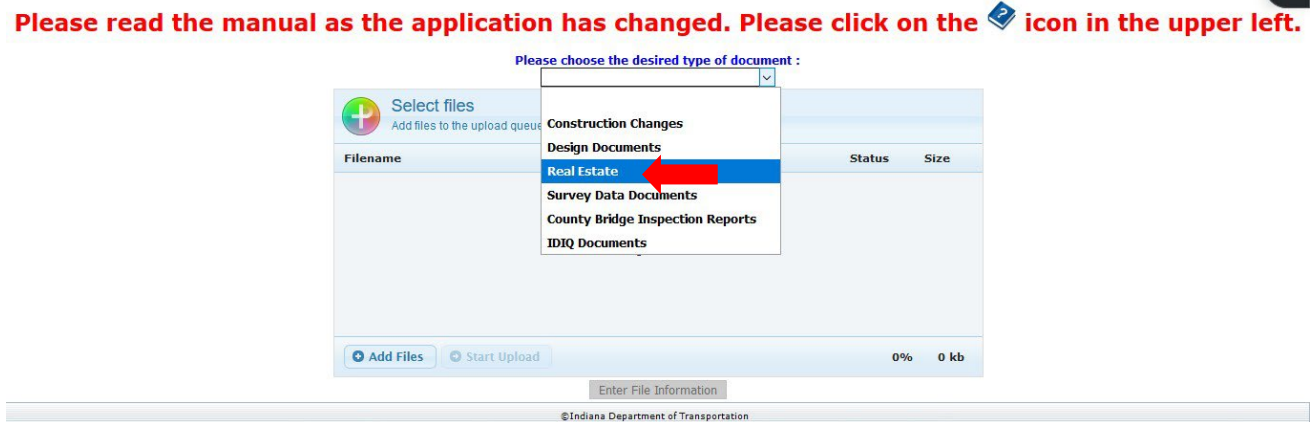 Please read the manual as the application has changed. Please click on the icon in the upper left.
Please choose the desired type of document :
Select files
Add files to the upload queue
Construction Changes
Design Documents
Real Estate
Survey Data Documents
County Bridge Inspection Reports
IDIQ Documents
Filename Status Size
Add Files Start Upload 0% 0 kb
Enter File Information
©Indiana Department of Transportation